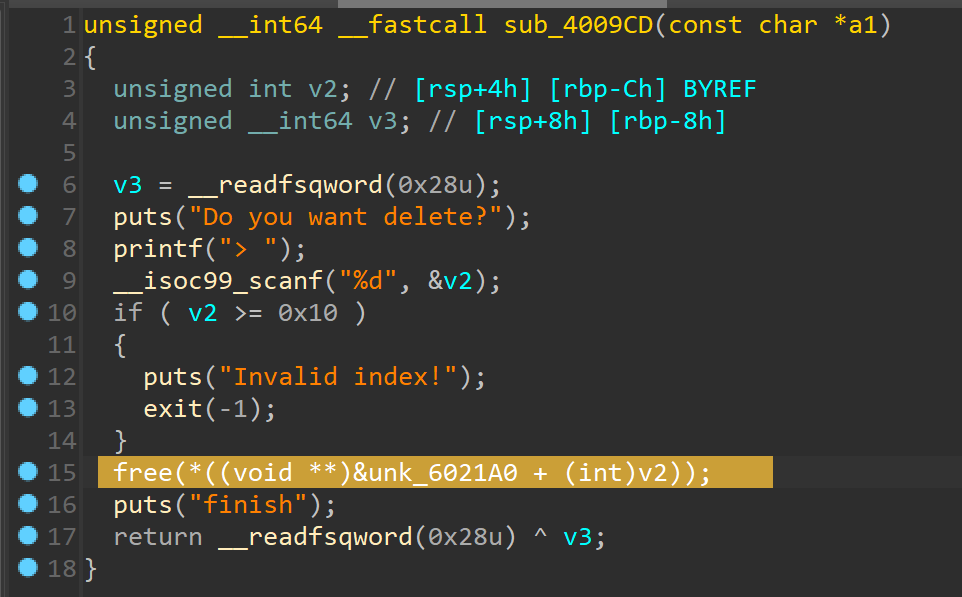 1 unsigned __int64 __fastcall sub_4009CD(const char *a1)
2 {
3   unsigned int v2; // [rsp+4h] [rbp-Ch] BYREF
4   unsigned __int64 v3; // [rsp+8h] [rbp-8h]
5
6   v3 = __readfsqword(0x28u);
7   puts("Do you want delete?");
8   printf("> ");
9   __isoc99_scanf("%d", &v2);
10   if ( v2 >= 0x10 )
11   {
12     puts("Invalid index!");
13     exit(-1);
14   }
15   free(*((void **)&unk_6021A0 + (int)v2));
16   puts("finish");
17   return __readfsqword(0x28u) ^ v3;
18 }